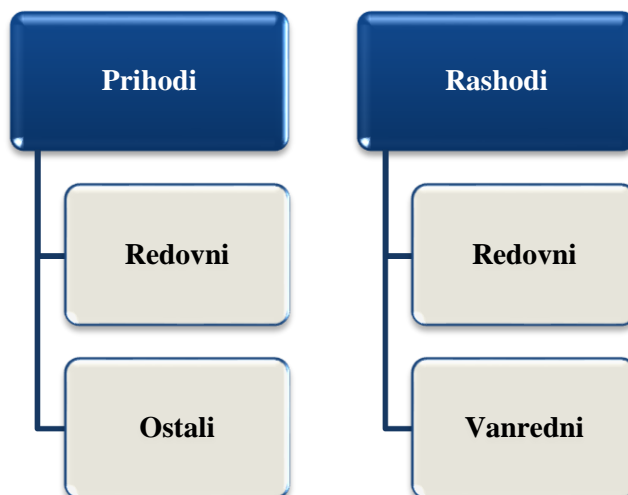 Prihodi
Redovni
Ostali
Rashodi
Redovni
Vanredni